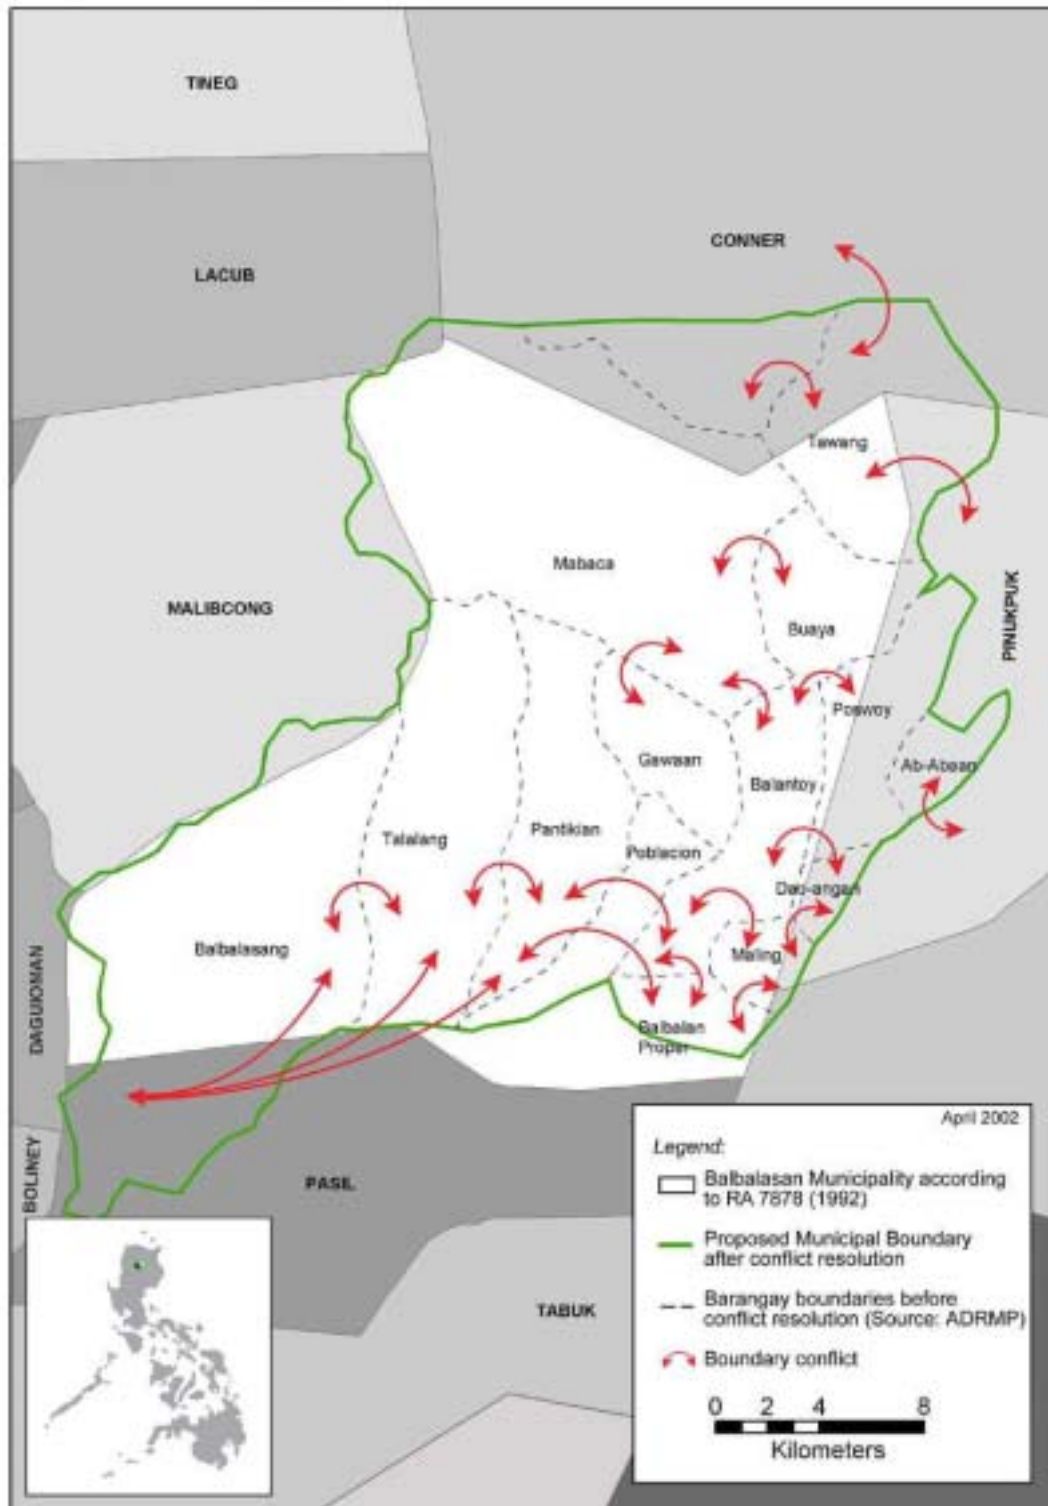 TINEG
LACUB
CONNER
Tawang
Mabaca
MALIBCONG
PINUKPUK
Buaya
Poswoy
Gawaan
Ab-Abaan
Balantoy
Talalang
Pantikian
Poblacion
Dao-angan
Balbalasang
Maling
DAGUIOMAN
Balbalan
Proper
BOLINEY
PASIL
TABUK
April 2002
Legend:
Balbalasan Municipality according
to RA 7878 (1992)
Proposed Municipal Boundary
after conflict resolution
Barangay boundaries before
conflict resolution (Source: ADRMP)
Boundary conflict
0 2 4 8
Kilometers